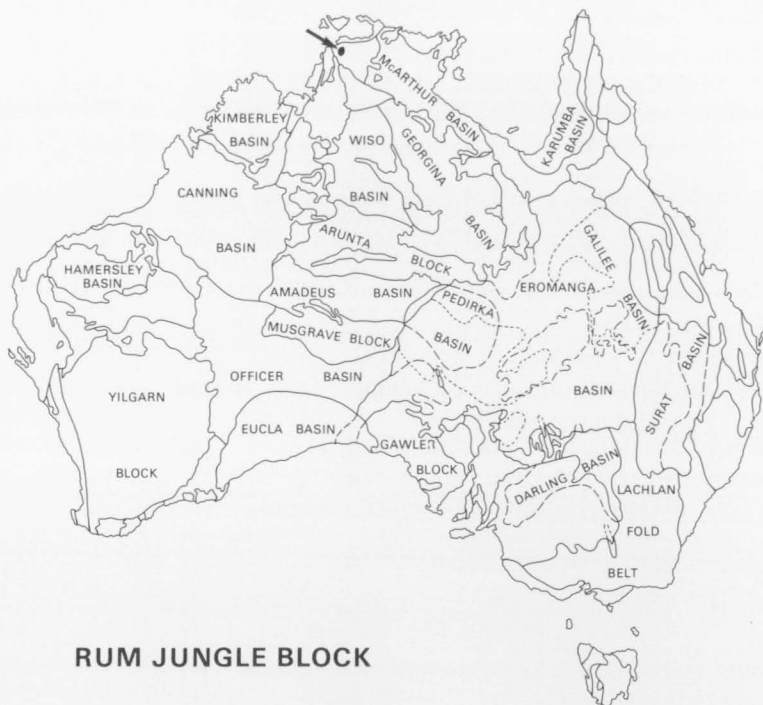 McARTHUR BASIN
KIMBERLEY
BASIN
KARUMBA
BASIN
WISO
BASIN
GEORGINA
BASIN
CANNING
BASIN
ARUNTA
BLOCK
GALILEE
BASIN
HAMERSLEY
BASIN
EROMANGA
BASIN
AMADEUS BASIN
PEDIRKA
BASIN
MUSGRAVE BLOCK
OFFICER
BASIN
YILGARN
BLOCK
SURAT
BASIN
EUCLA BASIN
GAWLER
BLOCK
DARLING
BASIN
LACHLAN
FOLD
BELT
RUM JUNGLE BLOCK